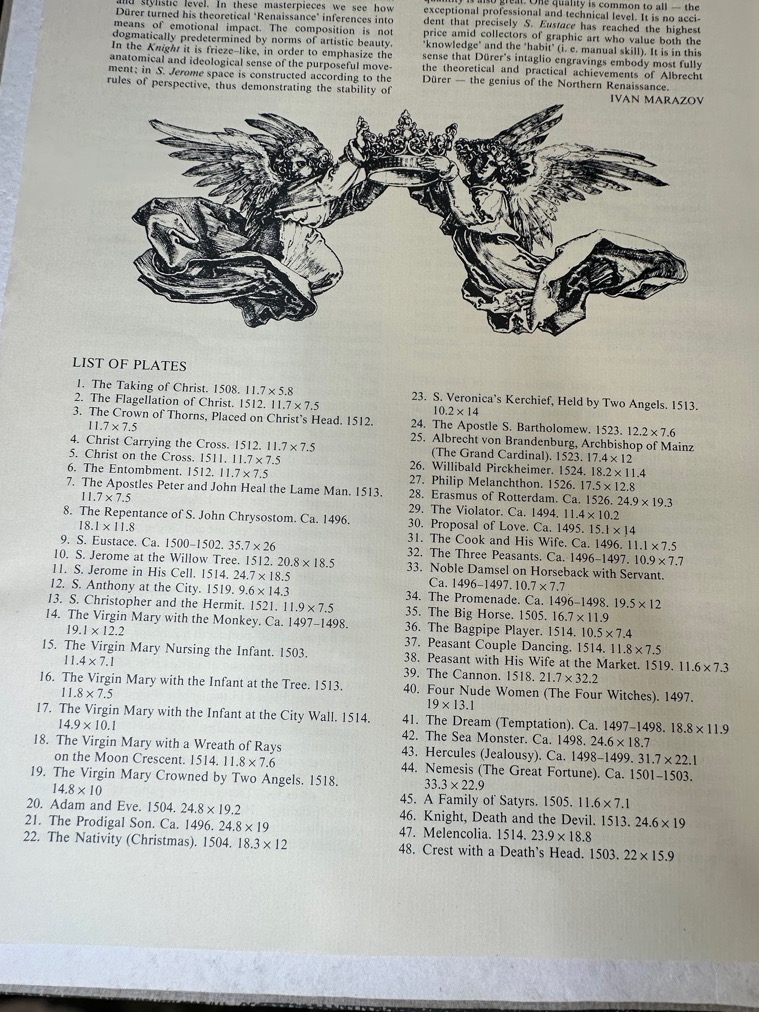 and stylistic level. In these masterpieces we see how
Dürer turned his theoretical 'Renaissance' inferences into
means of emotional impact. The composition is not
dogmatically predetermined by norms of artistic beauty.
In the Knight it is frieze-like, in order to emphasize the
anatomical and ideological sense of the purposeful move-
ment; in S. Jerome space is constructed according to the
rules of perspective, thus demonstrating the stability of
quantity is also great. One quality is common to all — the
exceptional professional and technical level. It is no acci-
dent that precisely S. Eustace has reached the highest
price amid collectors of graphic art who value both the
'knowledge' and the 'habit' (i. e. manual skill). It is in this
sense that Dürer's intaglio engravings embody most fully
the theoretical and practical achievements of Albrecht
Dürer — the genius of the Northern Renaissance.
IVAN MARAZOV
LIST OF PLATES
1. The Taking of Christ. 1508. 11.7 × 5.8
2. The Flagellation of Christ. 1512. 11.7 × 7.5
3. The Crown of Thorns, Placed on Christ's Head. 1512.
11.7 × 7.5
4. Christ Carrying the Cross. 1512. 11.7 × 7.5
5. Christ on the Cross. 1511. 11.7 × 7.5
6. The Entombment. 1512. 11.7 × 7.5
7. The Apostles Peter and John Heal the Lame Man. 1513.
11.7 × 7.5
8. The Repentance of S. John Chrysostom. Ca. 1496.
18.1 × 11.8
9. S. Eustace. Ca. 1500–1502. 35.7 × 26
10. S. Jerome at the Willow Tree. 1512. 20.8 × 18.5
11. S. Jerome in His Cell. 1514. 24.7 × 18.5
12. S. Anthony at the City. 1519. 9.6 × 14.3
13. S. Christopher and the Hermit. 1521. 11.9 × 7.5
14. The Virgin Mary with the Monkey. Ca. 1497–1498.
19.1 × 12.2
15. The Virgin Mary Nursing the Infant. 1503.
11.4 × 7.1
16. The Virgin Mary with the Infant at the Tree. 1513.
11.8 × 7.5
17. The Virgin Mary with the Infant at the City Wall. 1514.
14.9 × 10.1
18. The Virgin Mary with a Wreath of Rays
on the Moon Crescent. 1514. 11.8 × 7.6
19. The Virgin Mary Crowned by Two Angels. 1518.
14.8 × 10
20. Adam and Eve. 1504. 24.8 × 19.2
21. The Prodigal Son. Ca. 1496. 24.8 × 19
22. The Nativity (Christmas). 1504. 18.3 × 12
23. S. Veronica's Kerchief, Held by Two Angels. 1513.
10.2 × 14
24. The Apostle S. Bartholomew. 1523. 12.2 × 7.6
25. Albrecht von Brandenburg, Archbishop of Mainz
(The Grand Cardinal). 1523. 17.4 × 12
26. Willibald Pirckheimer. 1524. 18.2 × 11.4
27. Philip Melanchthon. 1526. 17.5 × 12.8
28. Erasmus of Rotterdam. Ca. 1526. 24.9 × 19.3
29. The Violator. Ca. 1494. 11.4 × 10.2
30. Proposal of Love. Ca. 1495. 15.1 × 14
31. The Cook and His Wife. Ca. 1496. 11.1 × 7.5
32. The Three Peasants. Ca. 1496–1497. 10.9 × 7.7
33. Noble Damsel on Horseback with Servant.
Ca. 1496–1497. 10.7 × 7.7
34. The Promenade. Ca. 1496–1498. 19.5 × 12
35. The Big Horse. 1505. 16.7 × 11.9
36. The Bagpipe Player. 1514. 10.5 × 7.4
37. Peasant Couple Dancing. 1514. 11.8 × 7.5
38. Peasant with His Wife at the Market. 1519. 11.6 × 7.3
39. The Cannon. 1518. 21.7 × 32.2
40. Four Nude Women (The Four Witches). 1497.
19 × 13.1
41. The Dream (Temptation). Ca. 1497–1498. 18.8 × 11.9
42. The Sea Monster. Ca. 1498. 24.6 × 18.7
43. Hercules (Jealousy). Ca. 1498–1499. 31.7 × 22.1
44. Nemesis (The Great Fortune). Ca. 1501–1503.
33.3 × 22.9
45. A Family of Satyrs. 1505. 11.6 × 7.1
46. Knight, Death and the Devil. 1513. 24.6 × 19
47. Melencolia. 1514. 23.9 × 18.8
48. Crest with a Death's Head. 1503. 22 × 15.9